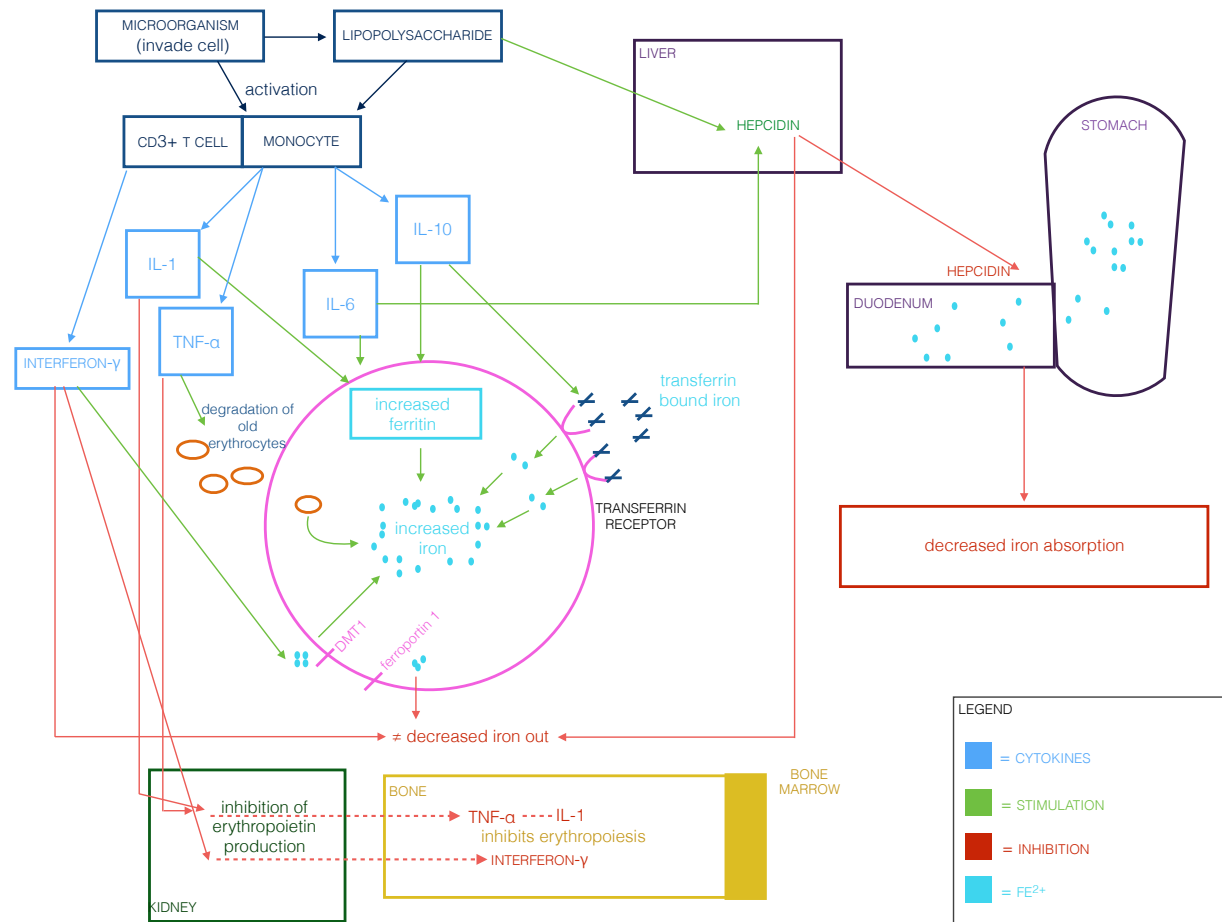 MICROORGANISM
(invade cell)
LIPOPOLYSACCHARIDE
LIVER
activation
HEPCIDIN
STOMACH
CD3+ T CELL
MONOCYTE
IL-10
IL-1
HEPCIDIN
IL-6
DUODENUM
TNF-α
INTERFERON-γ
transferrin
bound iron
increased
ferritin
degradation of
old
erythrocytes
TRANSFERRIN
RECEPTOR
increased
iron
decreased iron absorption
DMT1
ferroportin 1
≠ decreased iron out
LEGEND
= CYTOKINES
= STIMULATION
= INHIBITION
= FE²⁺
BONE
MARROW
BONE
inhibition of
erythropoietin
production
TNF-α
IL-1
inhibits erythropoiesis
INTERFERON-γ
KIDNEY